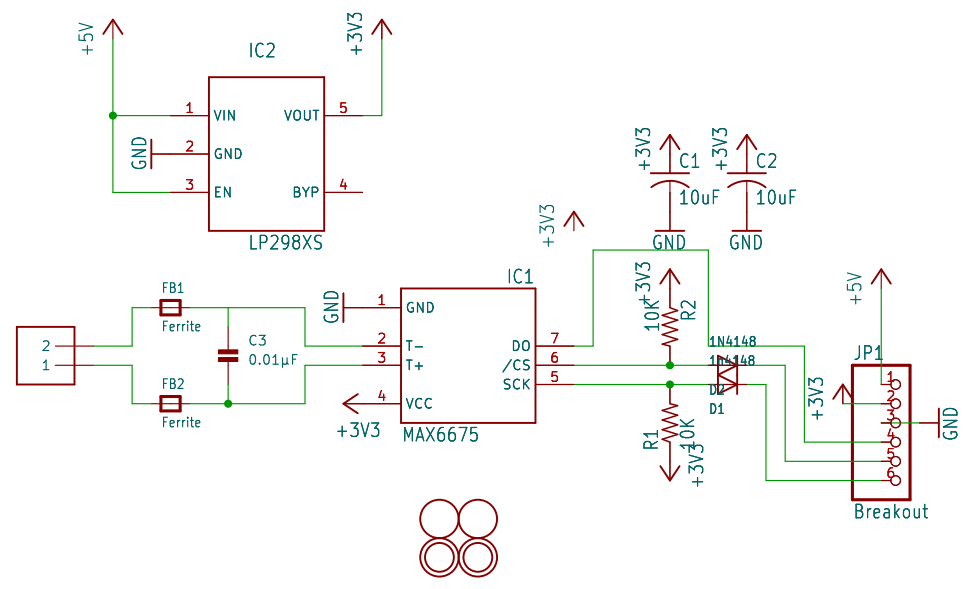 +5V
IC2
+3V3
1
VIN
VOUT
5
GND
2
GND
3
EN
BYP
4
LP298XS
+3V3
C1
10uF
GND
+3V3
C2
10uF
GND
+3V3
IC1
GND
1
GND
2
T-
3
T+
4
VCC
+3V3
DO
7
/CS
6
SCK
5
MAX6675
FB1
Ferrite
2
1
C3
0.01µF
FB2
Ferrite
+3V3
10K
R2
1N4148
1N4148
D2
D1
R1
10K
+3V3
+5V
JP1
+3V3
1
2
3
4
5
6
GND
Breakout